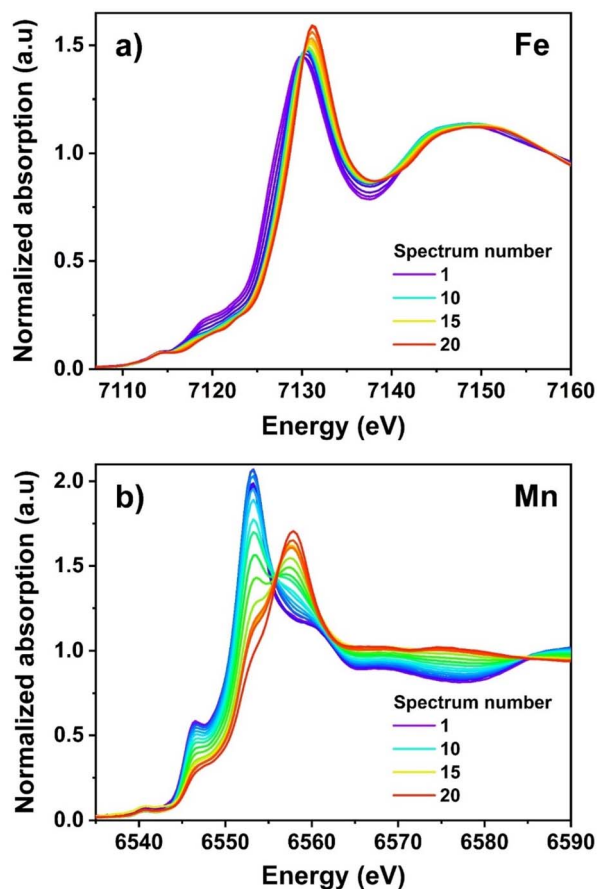 a)
Fe
Normalized absorption (a.u)
1.5
1.0
0.5
0.0
Spectrum number
1
10
15
20
7110 7120 7130 7140 7150 7160
Energy (eV)
b)
Mn
Normalized absorption (a.u)
2.0
1.5
1.0
0.5
0.0
Spectrum number
1
10
15
20
6540 6550 6560 6570 6580 6590
Energy (eV)